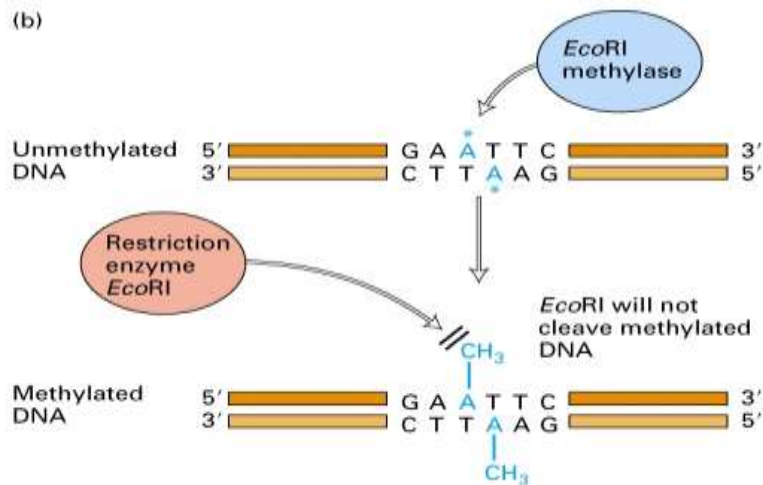 (b)
EcoRI
methylase
Unmethylated
DNA
5′ G A A* T T C 3′
3′ C T T A* A G 5′
Restriction
enzyme
EcoRI
EcoRI will not
cleave methylated
DNA
CH₃
Methylated
DNA
5′ G A A T T C 3′
3′ C T T A A G 5′
CH₃